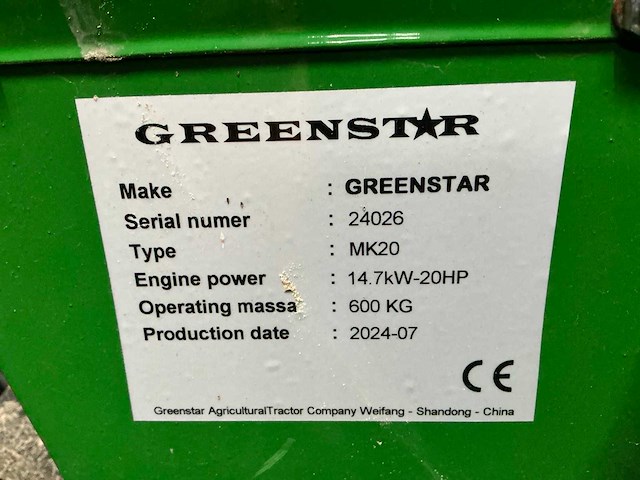 GREENST★R
Make : GREENSTAR
Serial numer : 24026
Type : MK20
Engine power : 14.7kW-20HP
Operating massa : 600 KG
Production date : 2024-07
CE
Greenstar AgriculturalTractor Company Weifang - Shandong - China